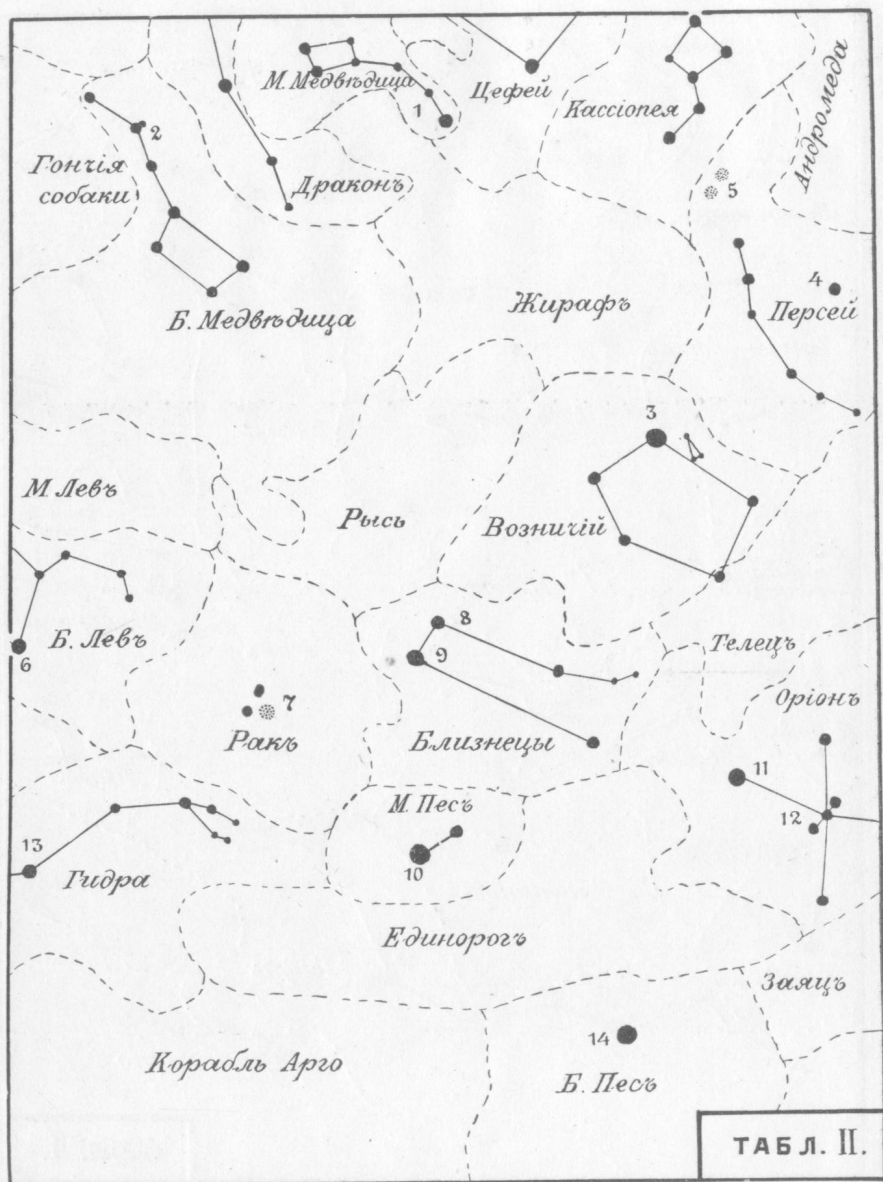 М. Медвѣдица
Цефей
Кассіопея
Андромеда
1
2
Гончія
собаки
Драконъ
5
4
Персей
Жирафъ
Б. Медвѣдица
3
М. Левъ
Рысь
Возничій
8
9
Б. Левъ
6
Телецъ
Оріонъ
7
Ракъ
Близнецы
11
М. Песъ
12
10
13
Гидра
Единорогъ
Заяцъ
14
Корабль Арго
Б. Песъ
ТАБЛ. II.